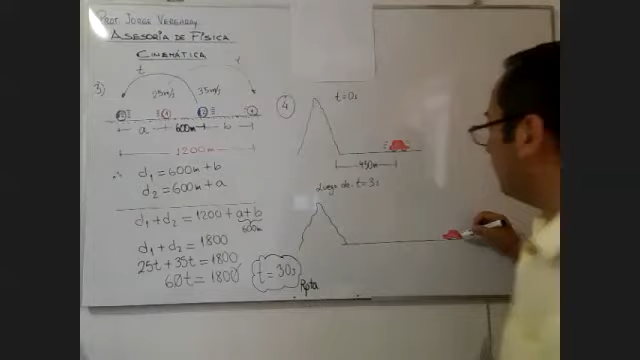 Prof. Jorge Vergaray
Asesoría de Física
Cinemática
3)
t
25m/s
35m/s
a
600m
b
1200m
∴ d₁ = 600m + b
d₂ = 600m + a
d₁ + d₂ = 1200 + a + b
600m
d₁ + d₂ = 1800
25t + 35t = 1800
60t = 1800
t = 30s
Rpta
4
t = 0s
450m
Luego de t = 3s